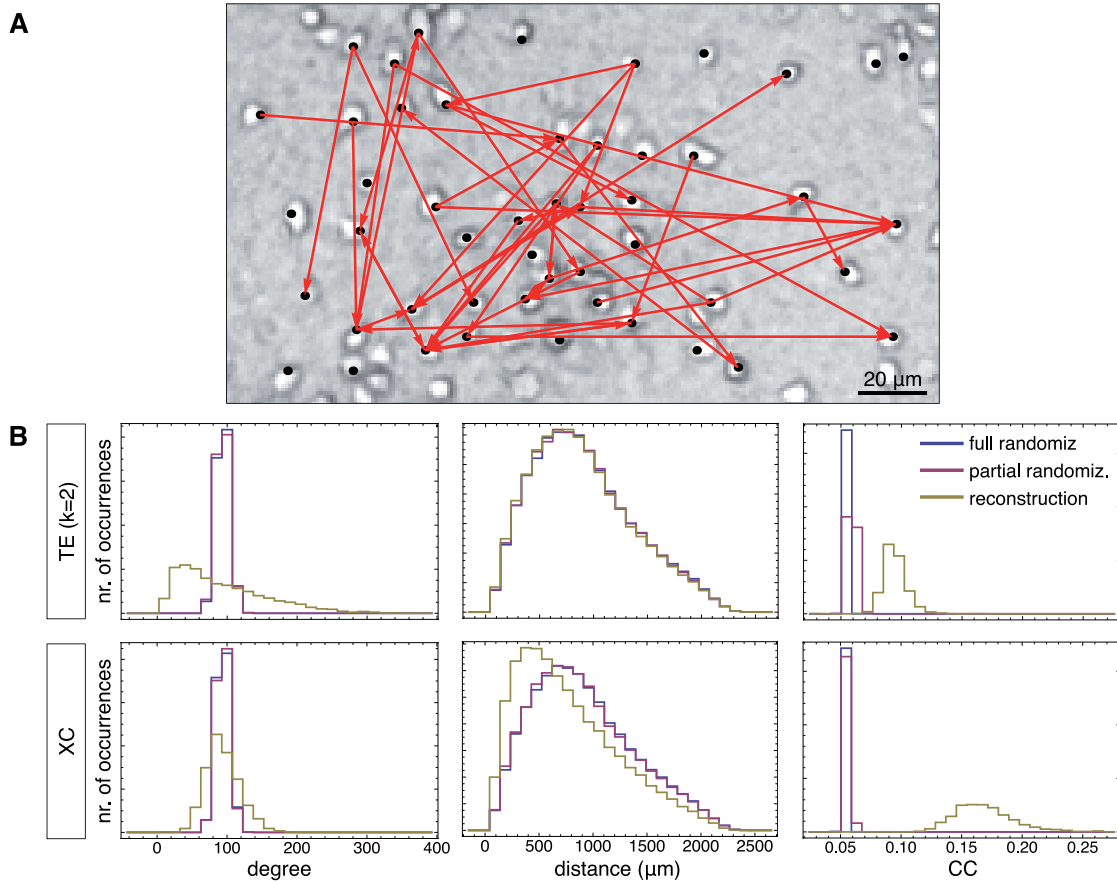 A
20 µm
B
TE (k=2)
nr. of occurrences
full randomiz
partial randomiz.
reconstruction
XC
nr. of occurrences
0 100 200 300 400
degree
0 500 1000 1500 2000 2500
distance (µm)
0.05 0.10 0.15 0.20 0.25
CC